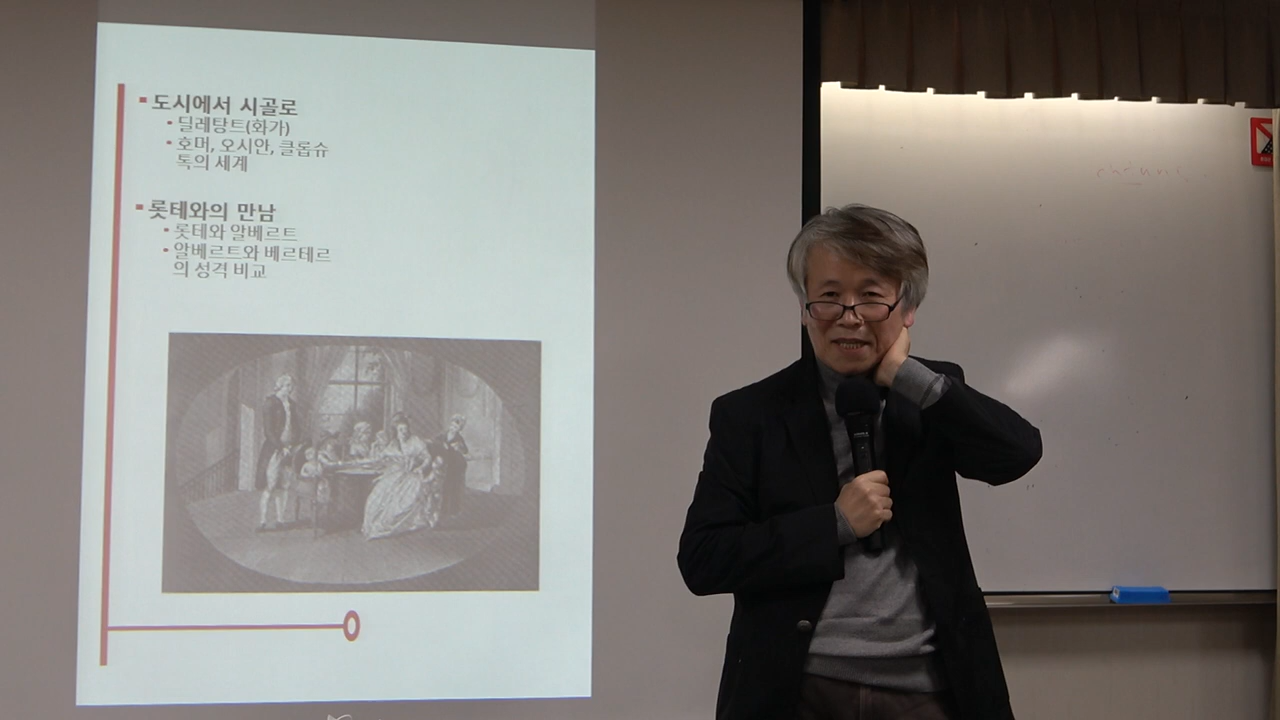 도시에서 시골로
딜레탕트(화가)
호머, 오시안, 클롭슈
톡의 세계
롯테와의 만남
롯테와 알베르트
알베르트와 베르테르
의 성격 비교